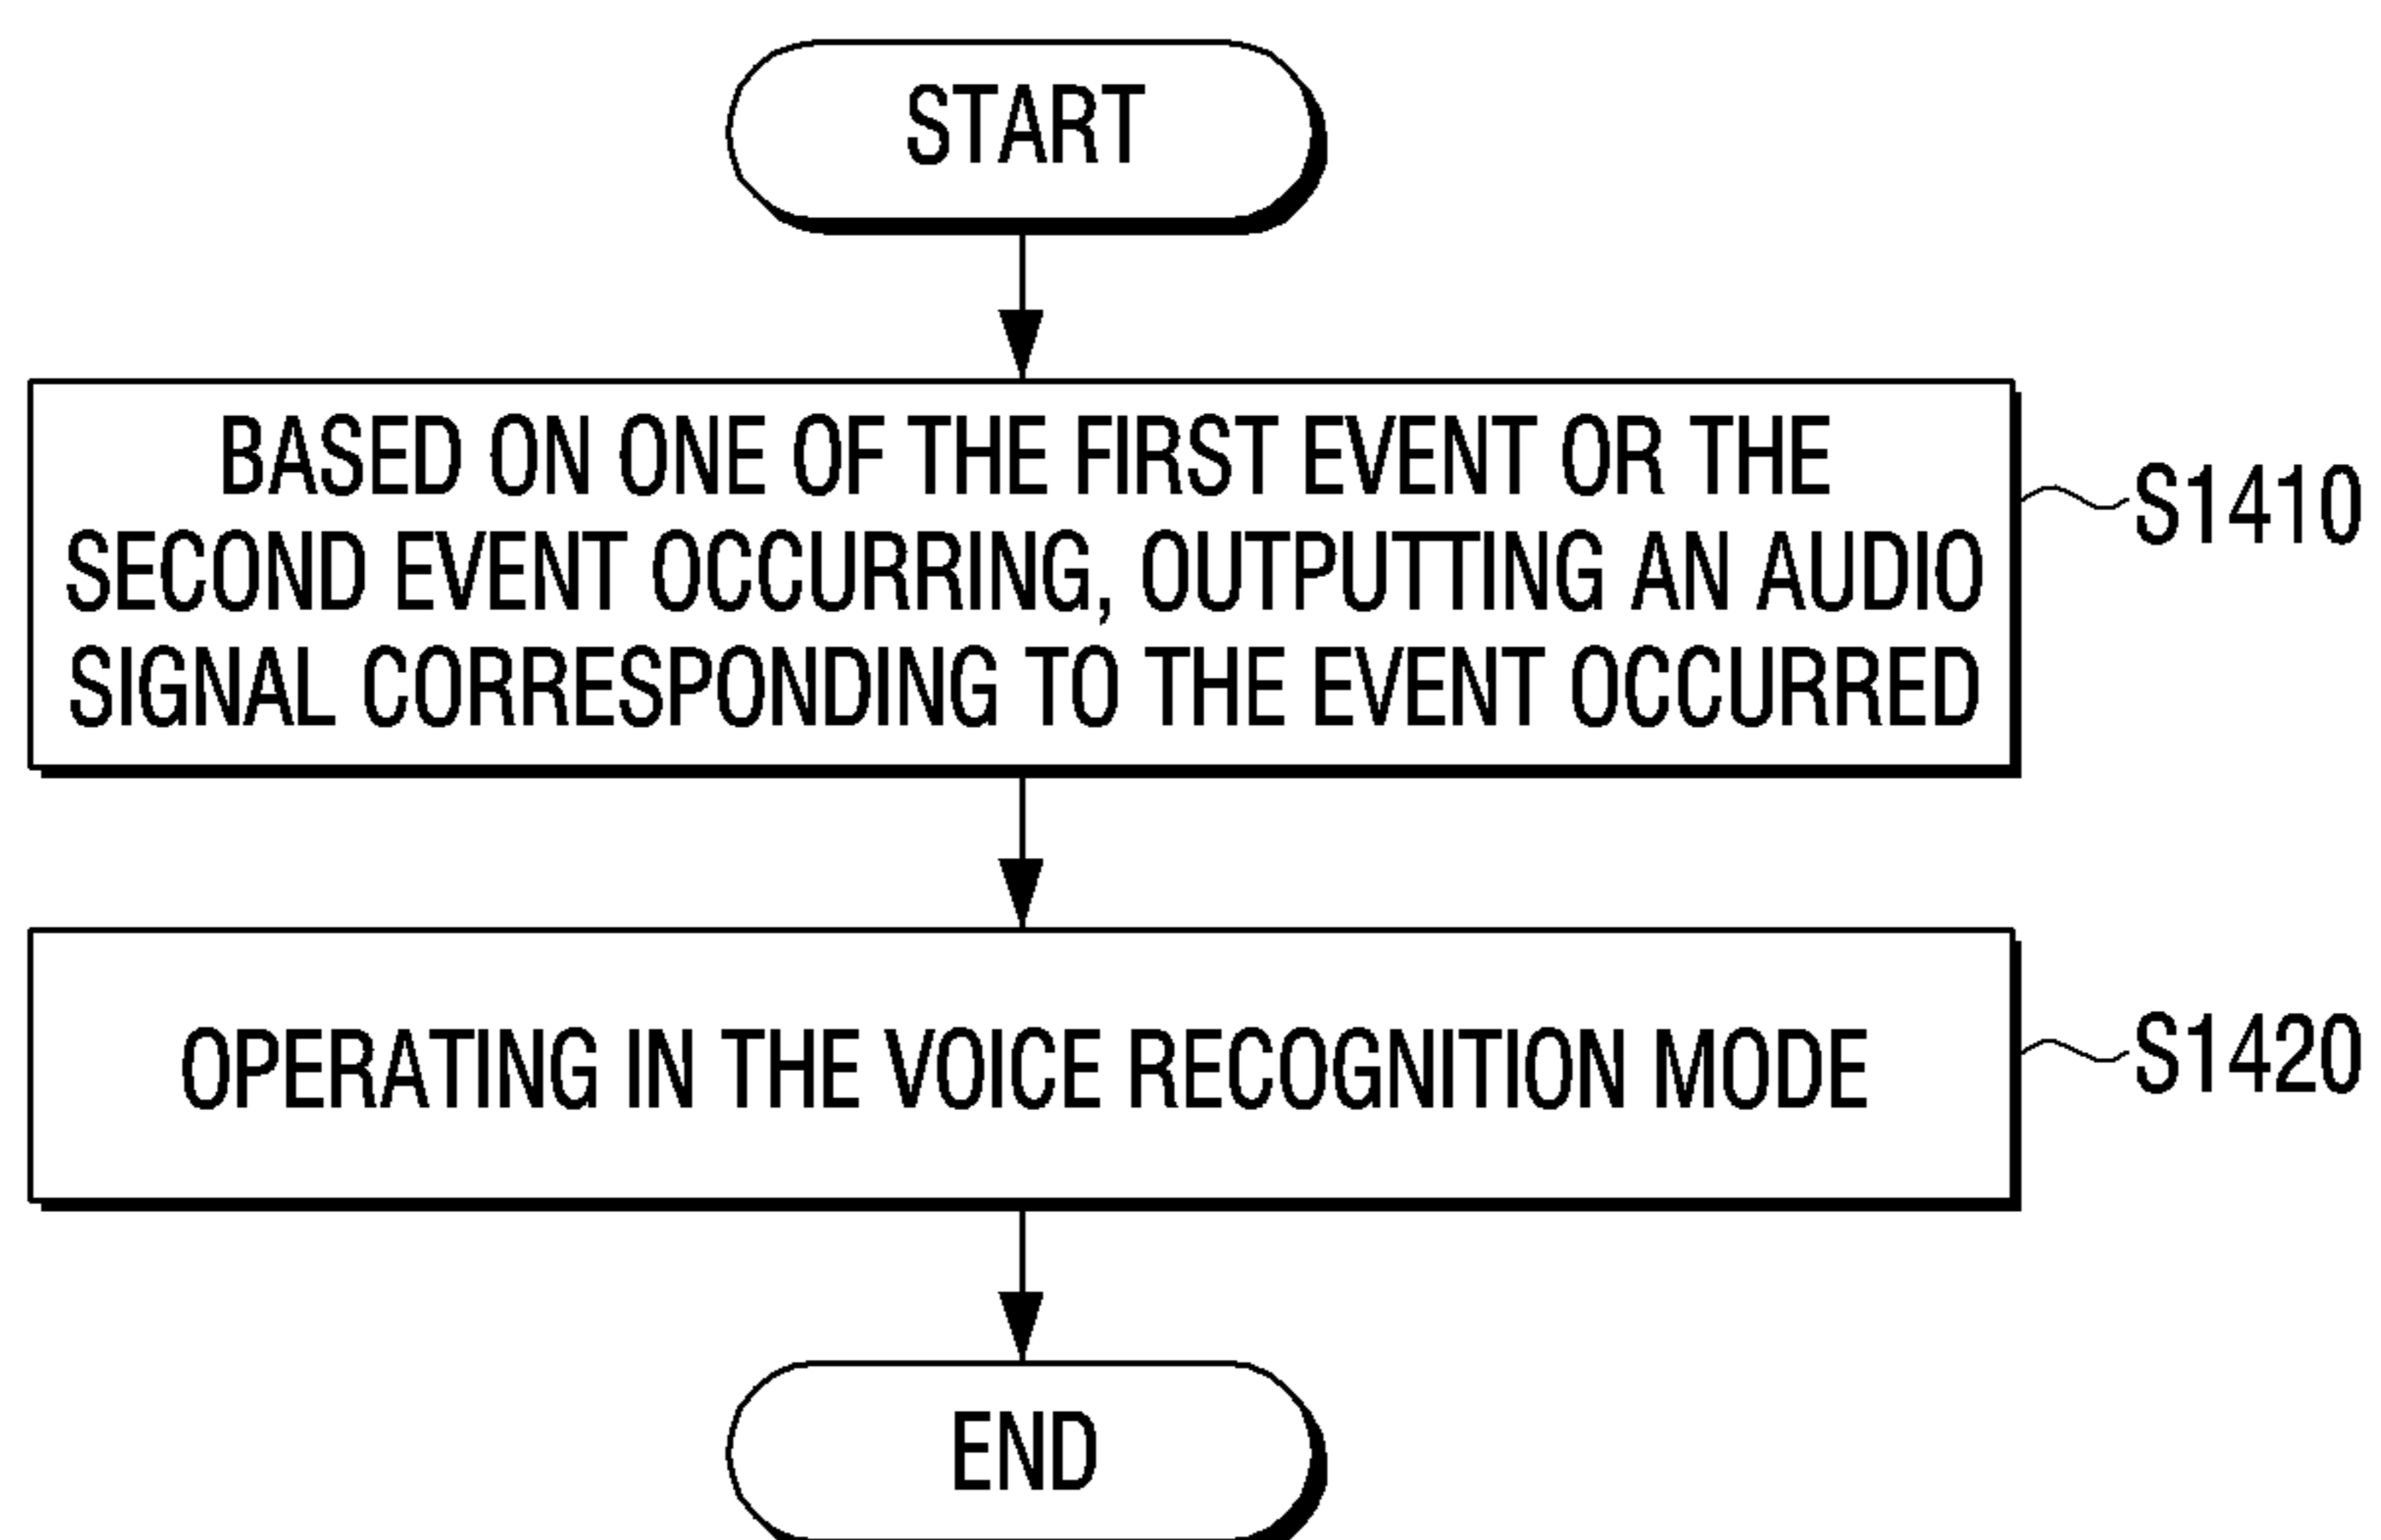 START
BASED ON ONE OF THE FIRST EVENT OR THE
SECOND EVENT OCCURRING, OUTPUTTING AN AUDIO
SIGNAL CORRESPONDING TO THE EVENT OCCURRED
S1410
OPERATING IN THE VOICE RECOGNITION MODE
S1420
END